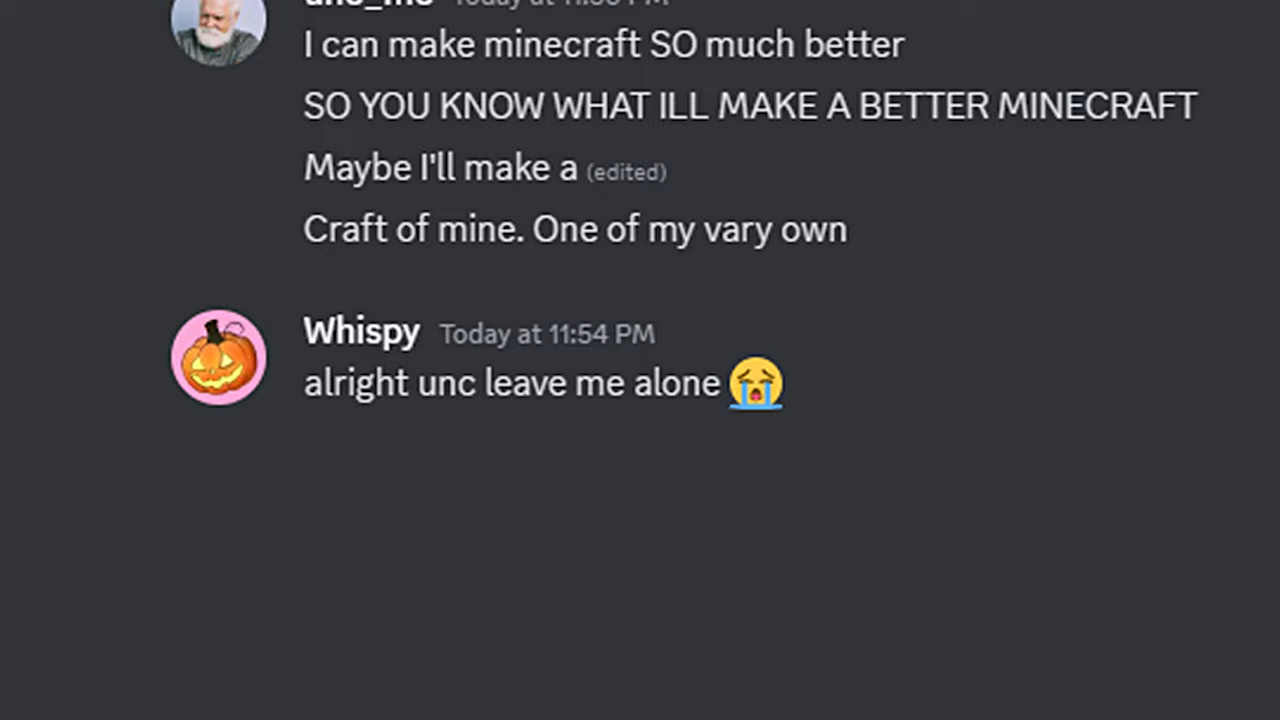 I can make minecraft SO much better
SO YOU KNOW WHAT ILL MAKE A BETTER MINECRAFT
Maybe I'll make a (edited)
Craft of mine. One of my vary own
Whispy Today at 11:54 PM
alright unc leave me alone 😭